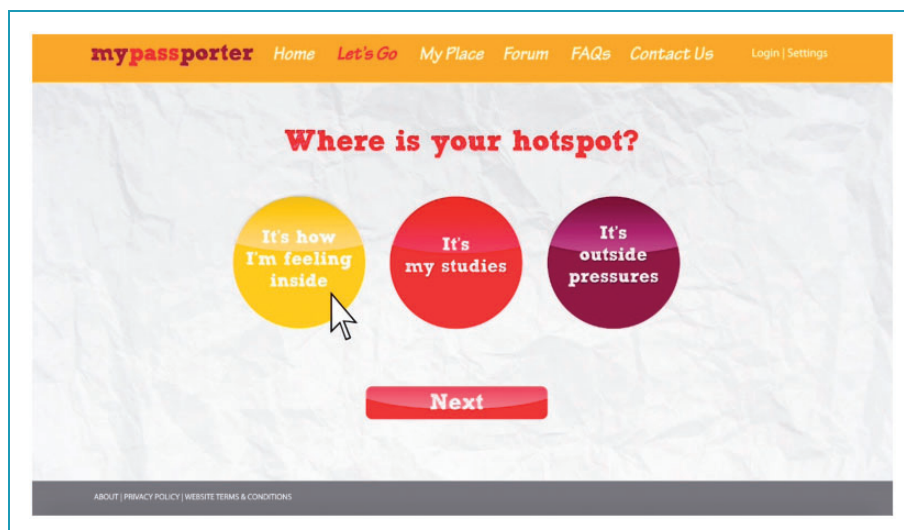 mypassporter Home Let's Go My Place Forum FAQs Contact Us Login | Settings
Where is your hotspot?
It's how
I'm feeling
inside
It's
my studies
It's
outside
pressures
Next
ABOUT | PRIVACY POLICY | WEBSITE TERMS & CONDITIONS